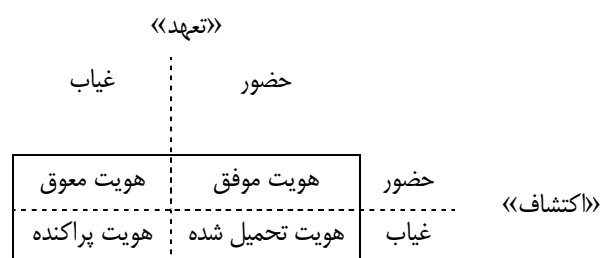 «تعهد»
حضور غیاب
حضور هویت موفق هویت معوق
«اکتشاف»
غیاب هویت تحمیل شده هویت پراکنده